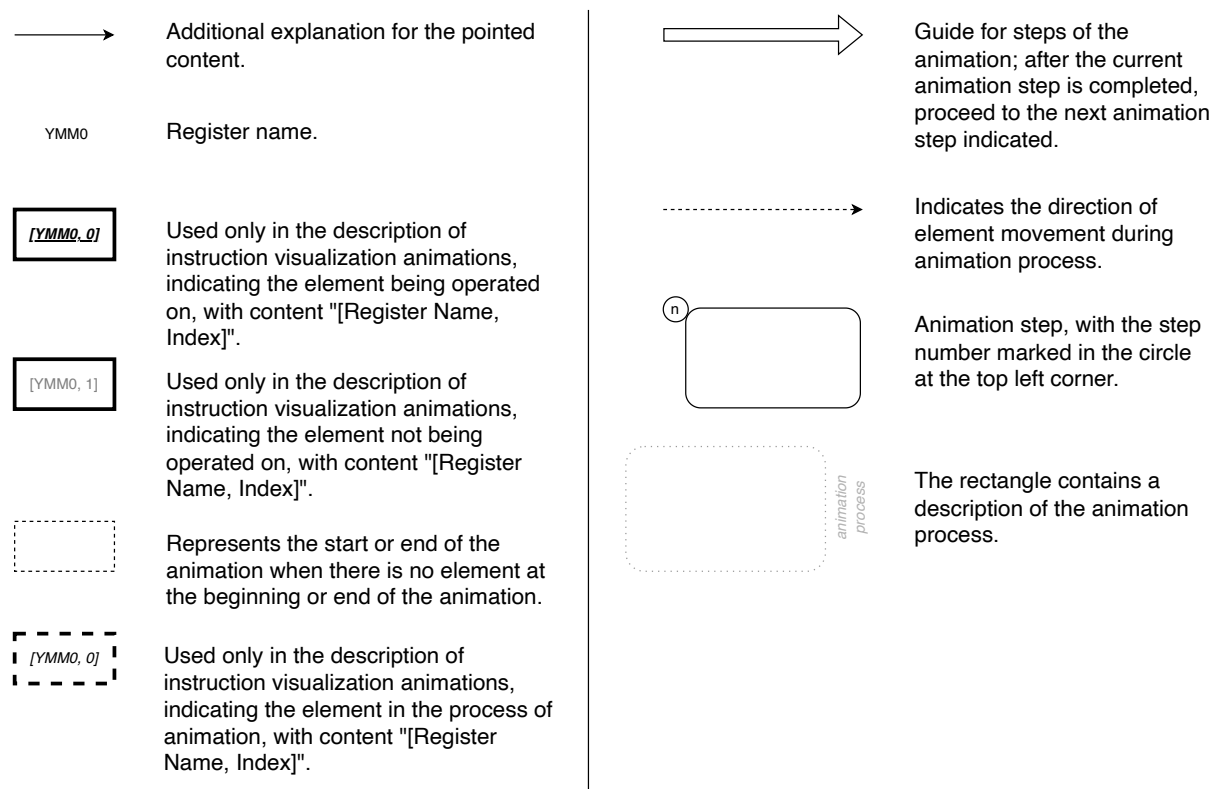 Additional explanation for the pointed
content.
YMM0
Register name.
[YMM0, 0]
Used only in the description of
instruction visualization animations,
indicating the element being operated
on, with content "[Register Name,
Index]".
[YMM0, 1]
Used only in the description of
instruction visualization animations,
indicating the element not being
operated on, with content "[Register
Name, Index]".
Represents the start or end of the
animation when there is no element at
the beginning or end of the animation.
[YMM0, 0]
Used only in the description of
instruction visualization animations,
indicating the element in the process of
animation, with content "[Register
Name, Index]".
Guide for steps of the
animation; after the current
animation step is completed,
proceed to the next animation
step indicated.
Indicates the direction of
element movement during
animation process.
n
Animation step, with the step
number marked in the circle
at the top left corner.
animation
process
The rectangle contains a
description of the animation
process.